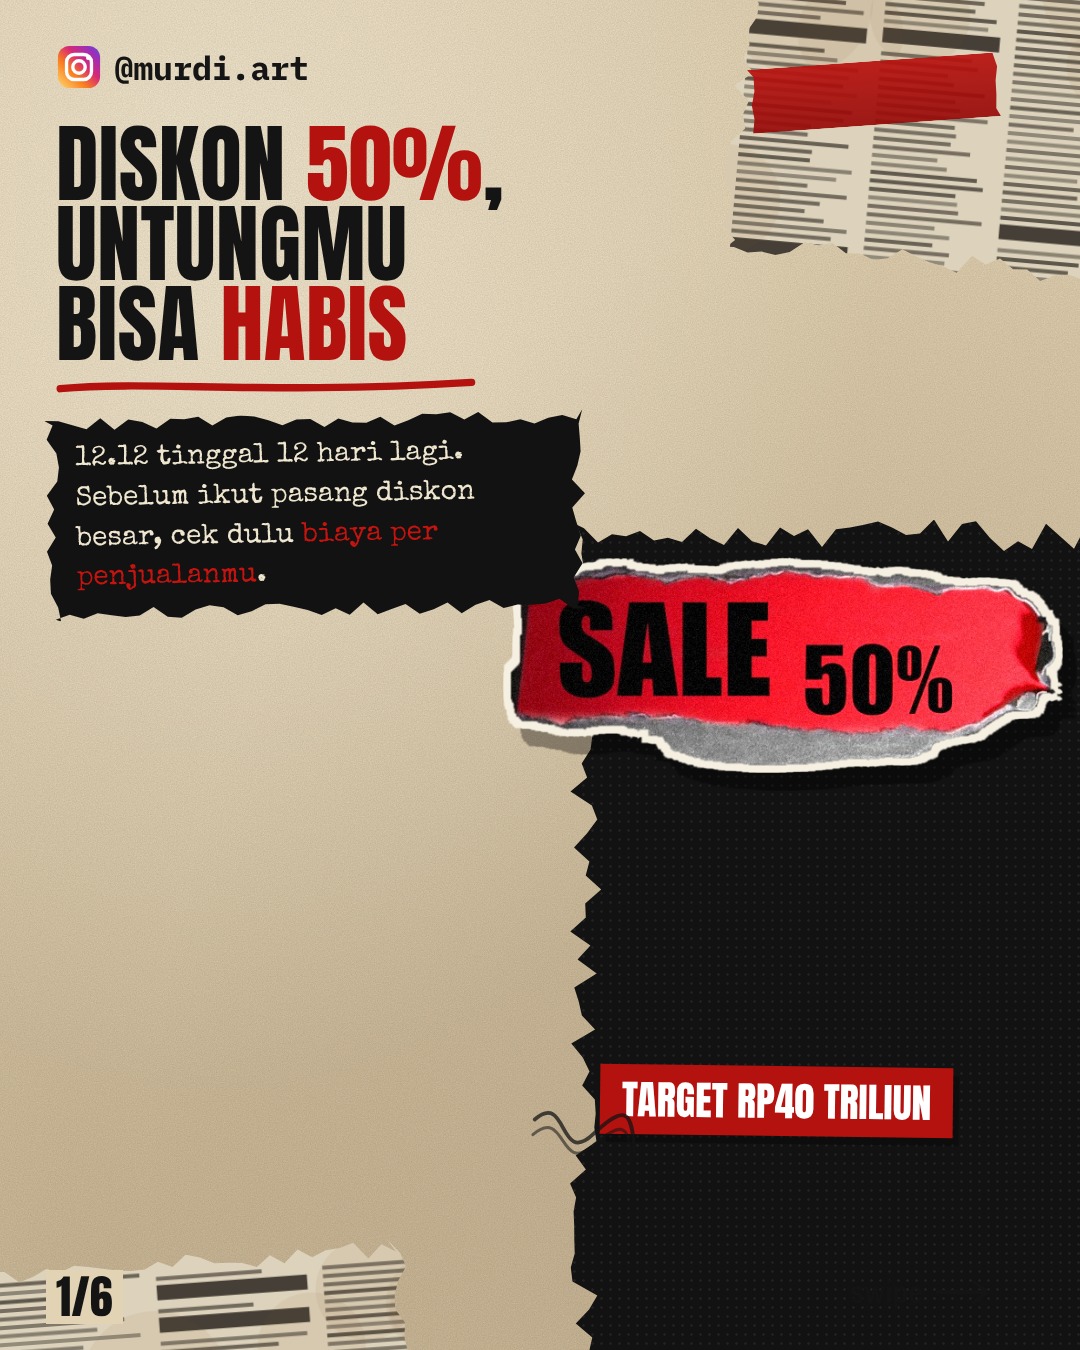 @murdi.art
DISKON 50%,
UNTUNGMU
BISA HABIS
12.12 tinggal 12 hari lagi.
Sebelum ikut pasang diskon
besar, cek dulu biaya per
penjualanmu.
SALE 50%
TARGET RP40 TRILIUN
1/6